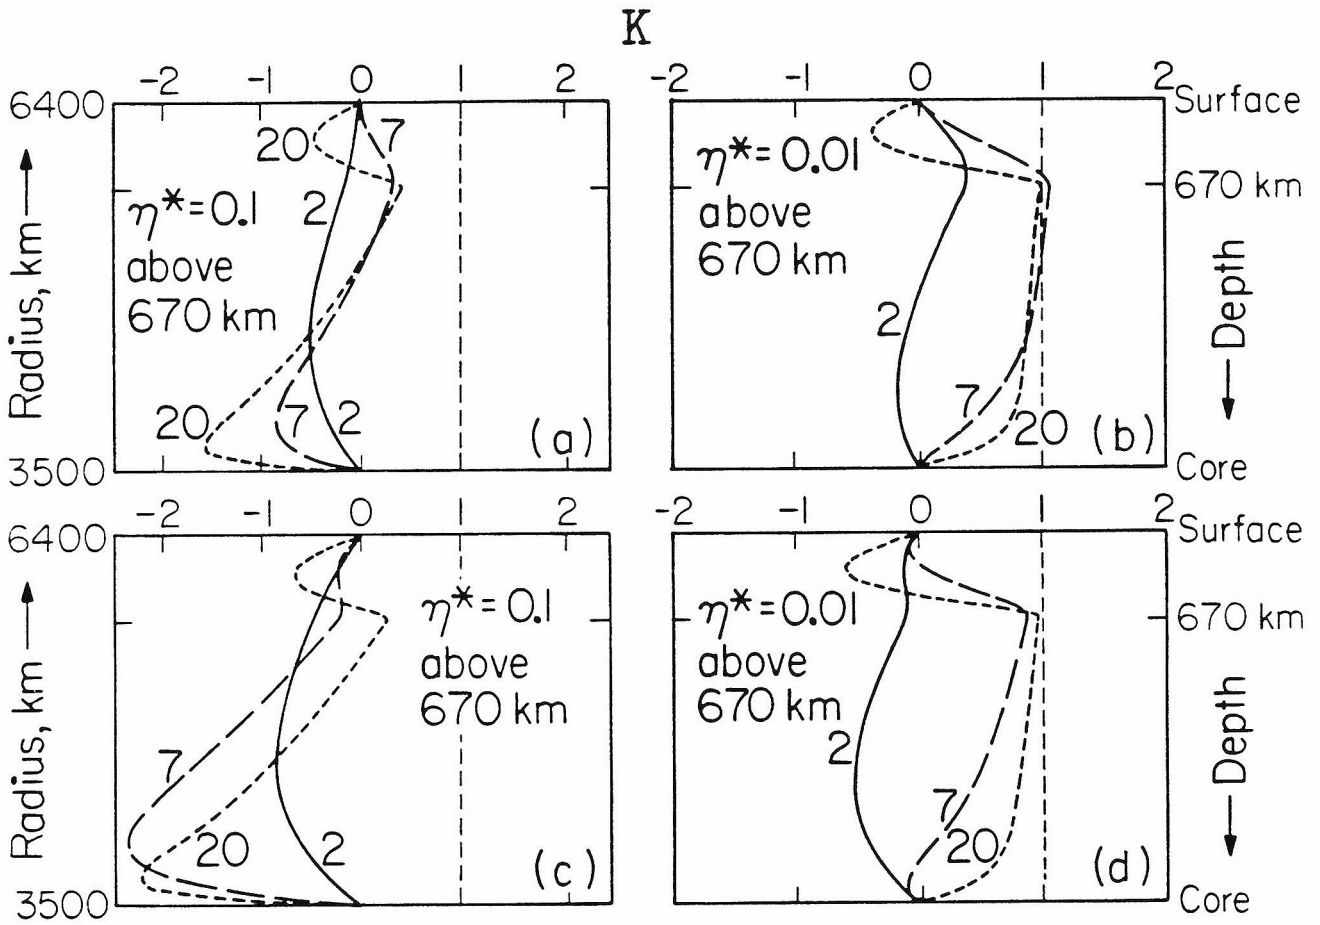 K
-2 -1 0 1 2
-2 -1 0 1 2
6400
Surface
20
7
η*=0.1
above
670 km
2
η*=0.01
above
670 km
670 km
2
Radius, km
Depth
20
7
2
(a)
7
20
(b)
3500
Core
-2 -1 0 1 2
-2 -1 0 1 2
6400
Surface
η*=0.1
above
670 km
η*=0.01
above
670 km
670 km
Radius, km
Depth
7
20
2
(c)
2
7
20
(d)
3500
Core